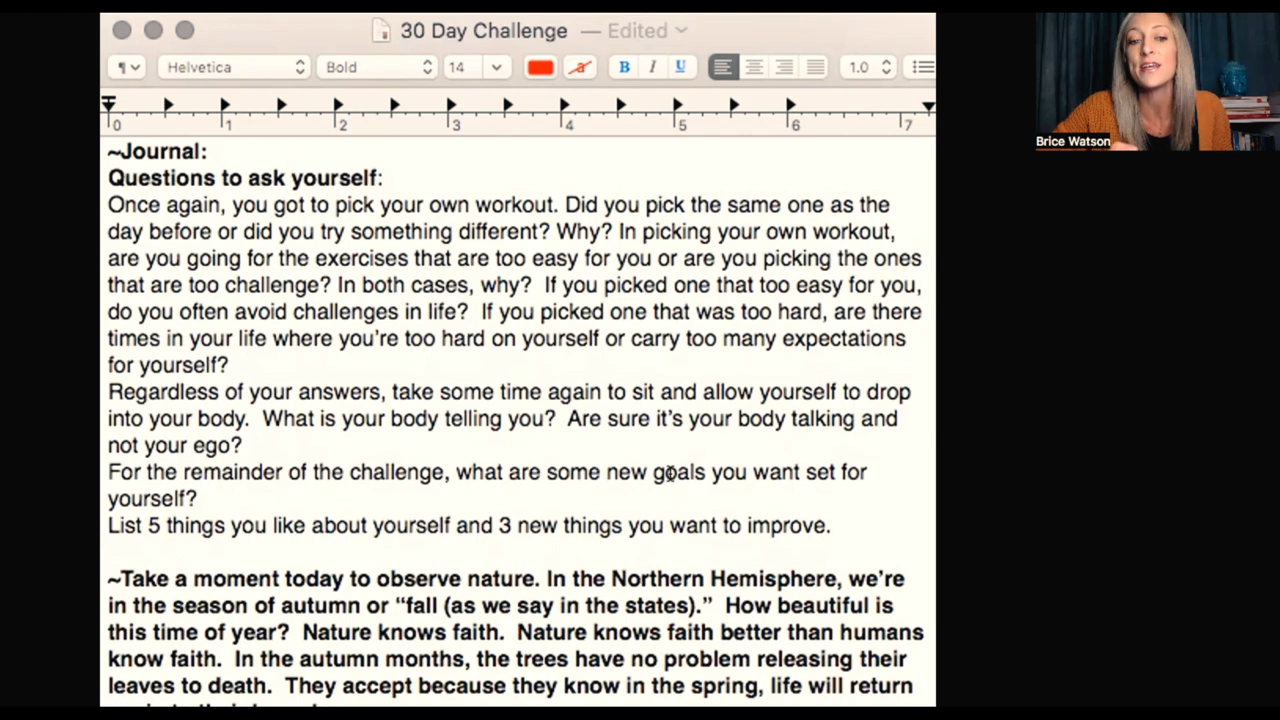 30 Day Challenge — Edited
Helvetica Bold 14 B I U 1.0
0 1 2 3 4 5 6 7
Brice Watson
~Journal:
Questions to ask yourself:
Once again, you got to pick your own workout. Did you pick the same one as the
day before or did you try something different? Why? In picking your own workout,
are you going for the exercises that are too easy for you or are you picking the ones
that are too challenge? In both cases, why?  If you picked one that too easy for you,
do you often avoid challenges in life?  If you picked one that was too hard, are there
times in your life where you're too hard on yourself or carry too many expectations
for yourself?
Regardless of your answers, take some time again to sit and allow yourself to drop
into your body.  What is your body telling you?  Are sure it's your body talking and
not your ego?
For the remainder of the challenge, what are some new goals you want set for
yourself?
List 5 things you like about yourself and 3 new things you want to improve.
~Take a moment today to observe nature. In the Northern Hemisphere, we're
in the season of autumn or “fall (as we say in the states).”  How beautiful is
this time of year?  Nature knows faith.  Nature knows faith better than humans
know faith.  In the autumn months, the trees have no problem releasing their
leaves to death.  They accept because they know in the spring, life will return